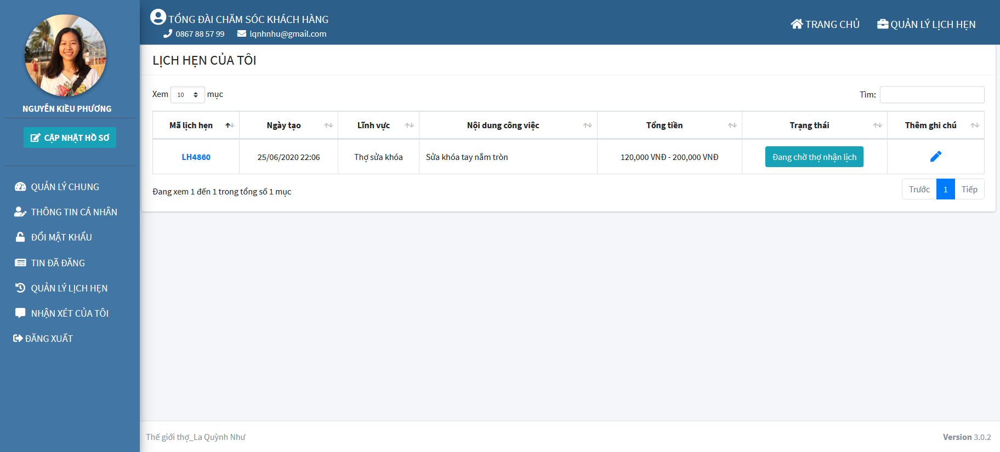 NGUYỄN KIỀU PHƯƠNG
CẬP NHẬT HỒ SƠ
QUẢN LÝ CHUNG
THÔNG TIN CÁ NHÂN
ĐỔI MẬT KHẨU
TIN ĐÃ ĐĂNG
QUẢN LÝ LỊCH HẸN
NHẬN XÉT CỦA TÔI
ĐĂNG XUẤT
TỔNG ĐÀI CHĂM SÓC KHÁCH HÀNG
0867 88 57 99 lqnhnhu@gmail.com
TRANG CHỦ QUẢN LÝ LỊCH HẸN
LỊCH HẸN CỦA TÔI
Xem 10 mục Tìm:
Mã lịch hẹn Ngày tạo Lĩnh vực Nội dung công việc Tổng tiền Trạng thái Thêm ghi chú
LH4860 25/06/2020 22:06 Thợ sửa khóa Sửa khóa tay nắm tròn 120,000 VNĐ - 200,000 VNĐ Đang chờ thợ nhận lịch
Đang xem 1 đến 1 trong tổng số 1 mục Trước 1 Tiếp
Thế giới thợ_La Quỳnh Như Version 3.0.2